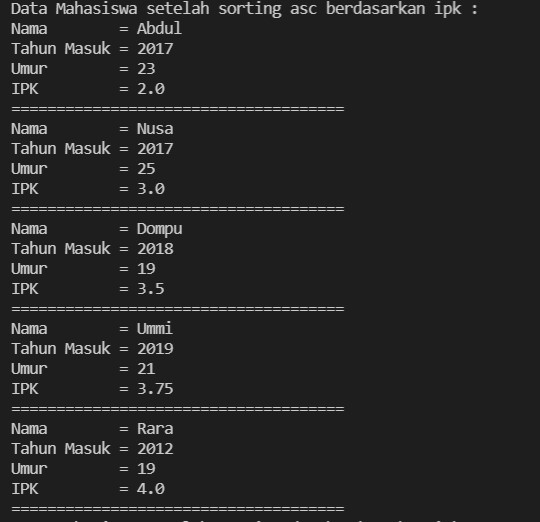 Data Mahasiswa setelah sorting asc berdasarkan ipk :
Nama        = Abdul
Tahun Masuk = 2017
Umur        = 23
IPK         = 2.0
=====================================
Nama        = Nusa
Tahun Masuk = 2017
Umur        = 25
IPK         = 3.0
=====================================
Nama        = Dompu
Tahun Masuk = 2018
Umur        = 19
IPK         = 3.5
=====================================
Nama        = Ummi
Tahun Masuk = 2019
Umur        = 21
IPK         = 3.75
=====================================
Nama        = Rara
Tahun Masuk = 2012
Umur        = 19
IPK         = 4.0
=====================================